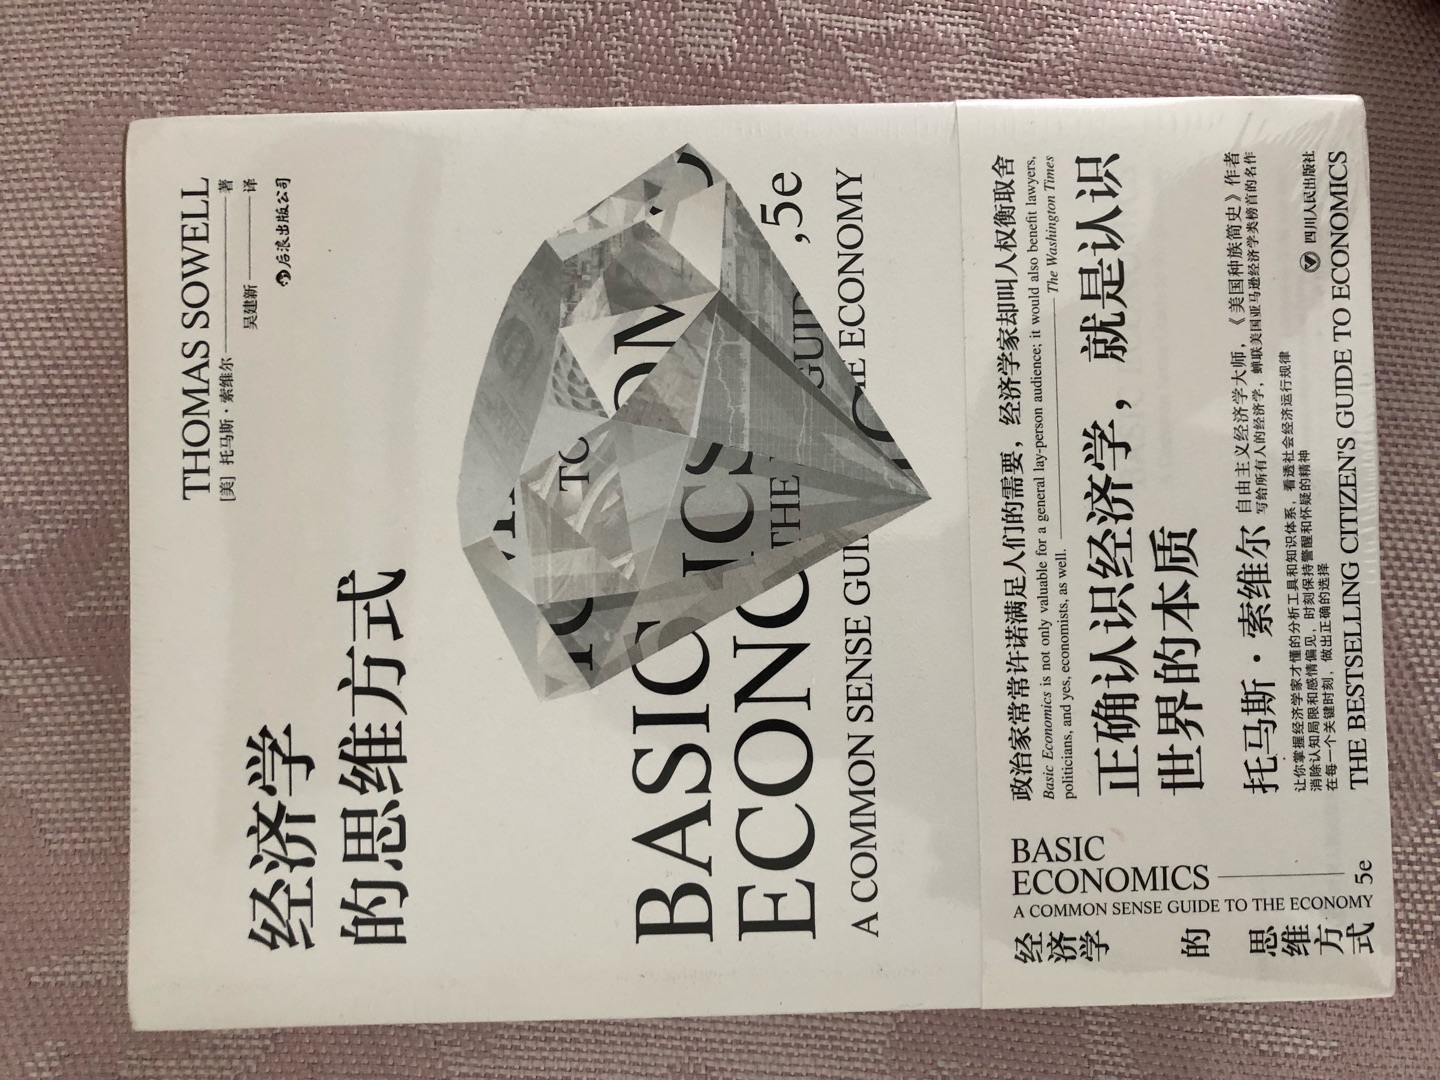 THOMAS SOWELL
[美] 托马斯·索维尔 著
吴建新 译
后浪出版公司
经济学
的思维方式
TO
BASIC
ECONOM
,5e
THE
GUID
A COMMON SENSE GUIDE ECONOMY
政治家常常许诺满足人们的需要，经济学家却叫人权衡取舍
Basic Economics is not only valuable for a general lay-person audience; it would also benefit lawyers,
politicians, and yes, economists, as well. The Washington Times
正确认识经济学，就是认识
世界的本质
托马斯·索维尔
自由主义经济学大师，《美国种族简史》作者
写给所有人的经济学，蝉联美国亚马逊经济学类榜首的名作
让你掌握经济学家才懂的分析工具和知识体系，看透社会经济运行规律
消除认知局限和感情偏见，时刻保持警醒和怀疑的精神
在每一个关键时刻，做出正确的选择
四川人民出版社
THE BESTSELLING CITIZEN'S GUIDE TO ECONOMICS
BASIC
ECONOMICS
5e
A COMMON SENSE GUIDE TO THE ECONOMY
经济学的思维方式